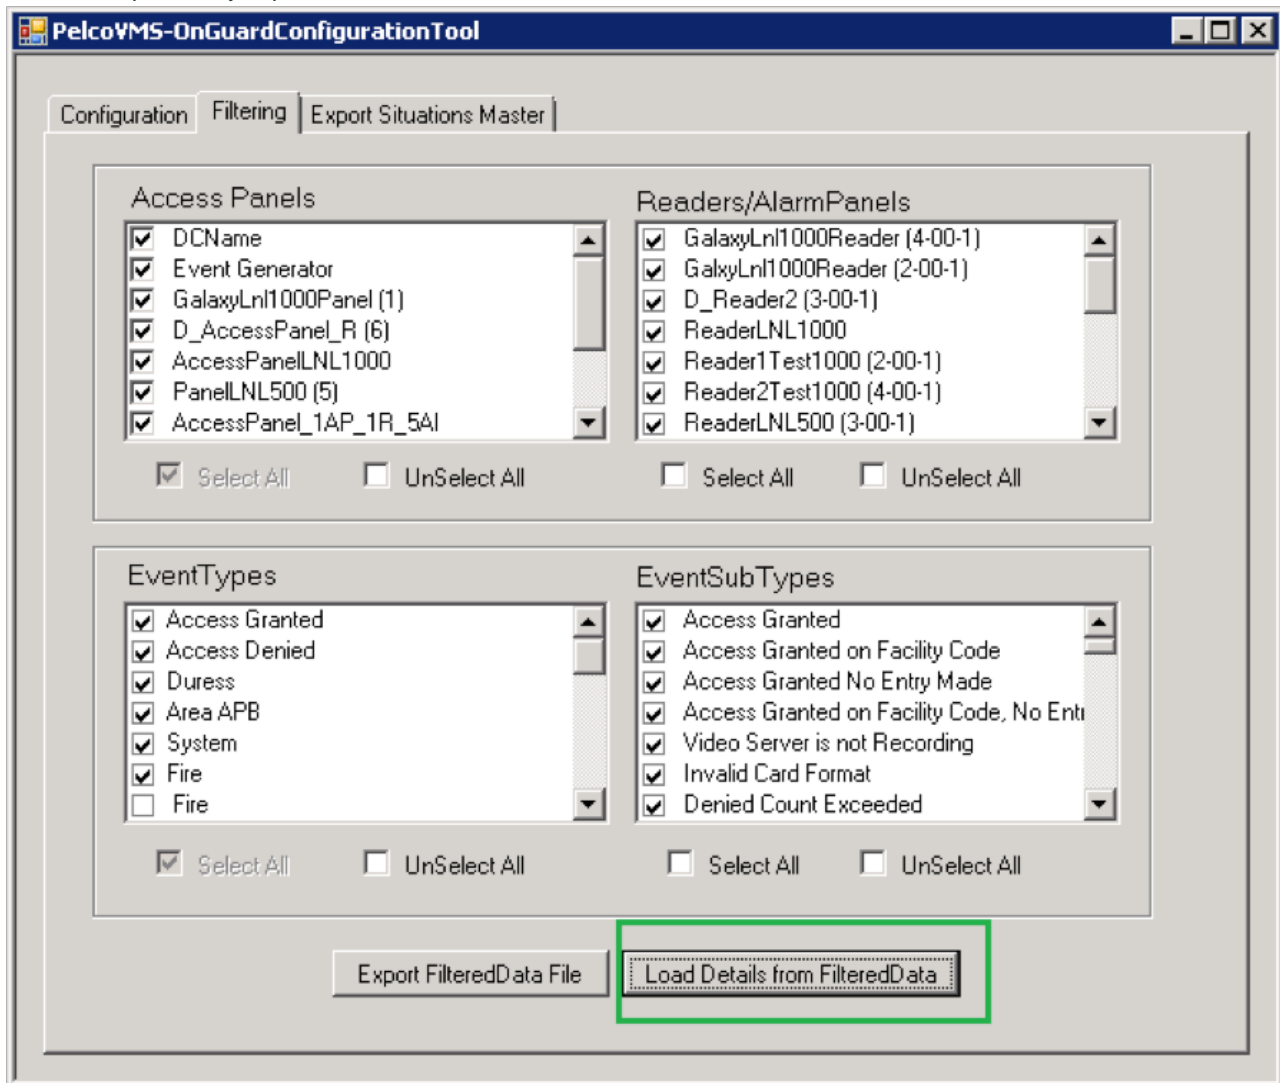 PelcoVMS-OnGuardConfigurationTool
Configuration Filtering Export Situations Master
Access Panels
DCName
Event Generator
GalaxyLnl1000Panel (1)
D_AccessPanel_R (6)
AccessPanelLNL1000
PanelLNL500 (5)
AccessPanel_1AP_1R_5AI
Select All UnSelect All
Readers/AlarmPanels
GalaxyLnl1000Reader (4-00-1)
GalxyLnl1000Reader (2-00-1)
D_Reader2 (3-00-1)
ReaderLNL1000
Reader1Test1000 (2-00-1)
Reader2Test1000 (4-00-1)
ReaderLNL500 (3-00-1)
Select All UnSelect All
EventTypes
Access Granted
Access Denied
Duress
Area APB
System
Fire
Fire
Select All UnSelect All
EventSubTypes
Access Granted
Access Granted on Facility Code
Access Granted No Entry Made
Access Granted on Facility Code, No Entr
Video Server is not Recording
Invalid Card Format
Denied Count Exceeded
Select All UnSelect All
Export FilteredData File Load Details from FilteredData